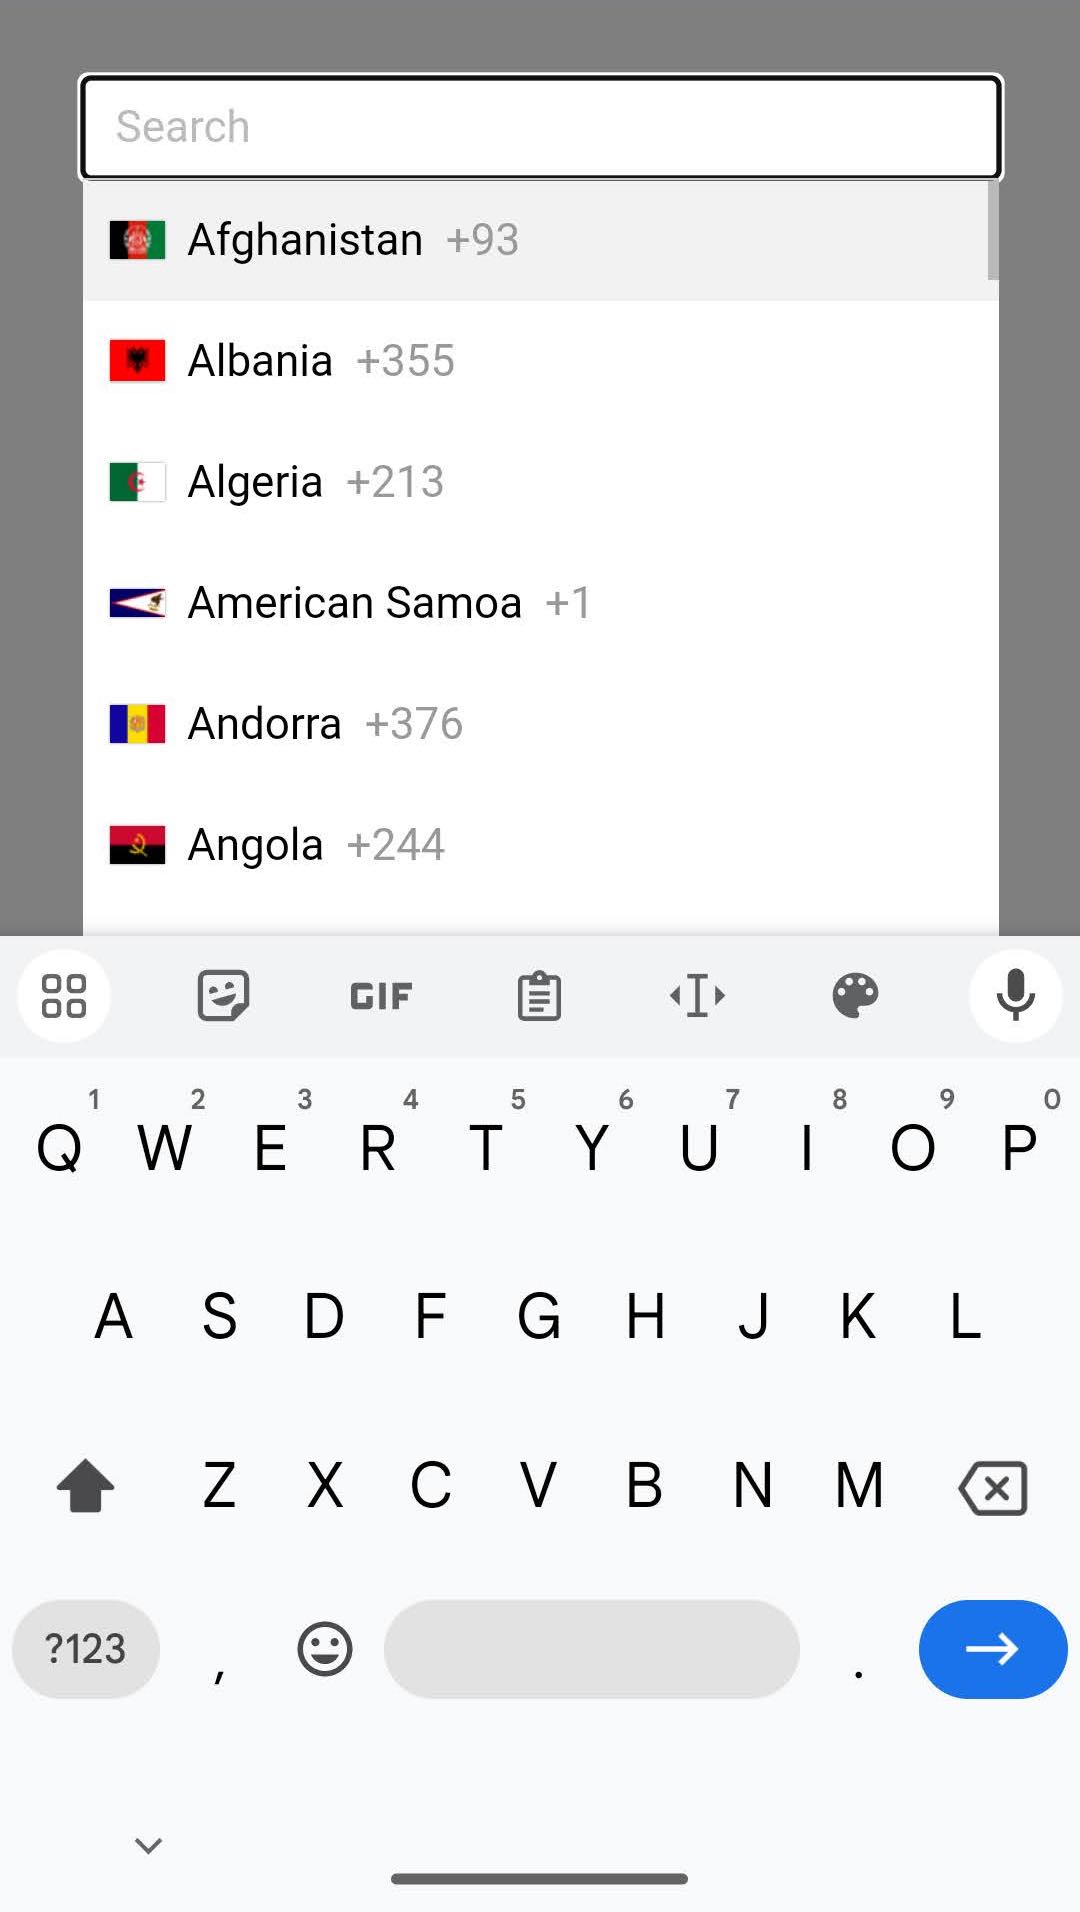 Search
Afghanistan +93
Albania +355
Algeria +213
American Samoa +1
Andorra +376
Angola +244
GIF
1 2 3 4 5 6 7 8 9 0
Q W E R T Y U I O P
A S D F G H J K L
Z X C V B N M
?123 , .